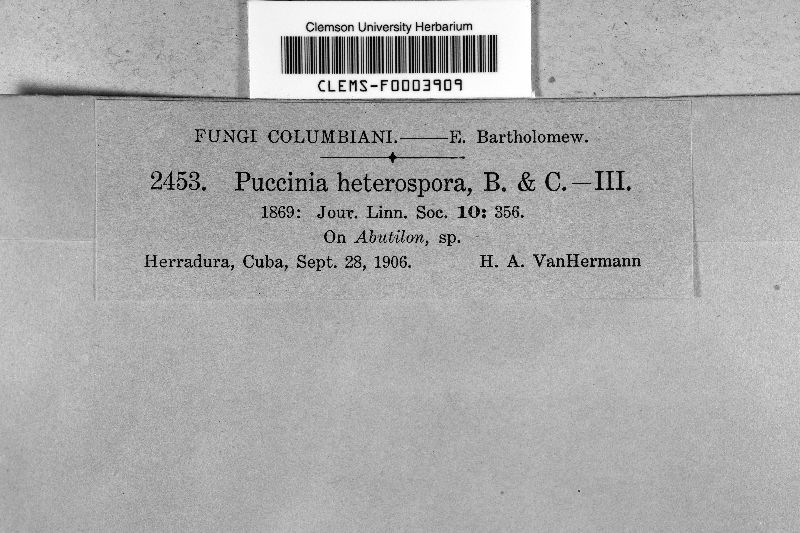 Clemson University Herbarium
CLEMS-F0003909
FUNGI COLUMBIANI.——E. Bartholomew.
2453. Puccinia heterospora, B. & C.—III.
1869: Jour. Linn. Soc. 10: 356.
On Abutilon, sp.
Herradura, Cuba, Sept. 28, 1906. H. A. VanHermann